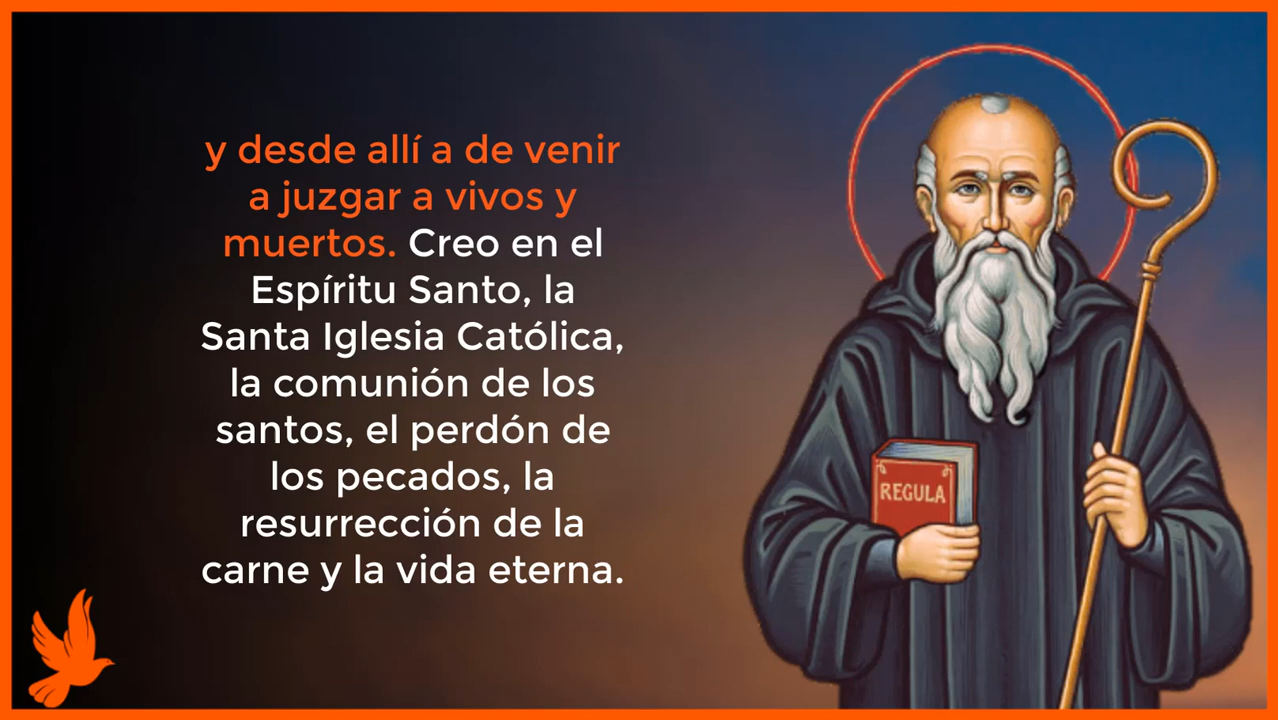 y desde allí a de venir
a juzgar a vivos y
muertos. Creo en el
Espíritu Santo, la
Santa Iglesia Católica,
la comunión de los
santos, el perdón de
los pecados, la
resurrección de la
carne y la vida eterna.
REGULA